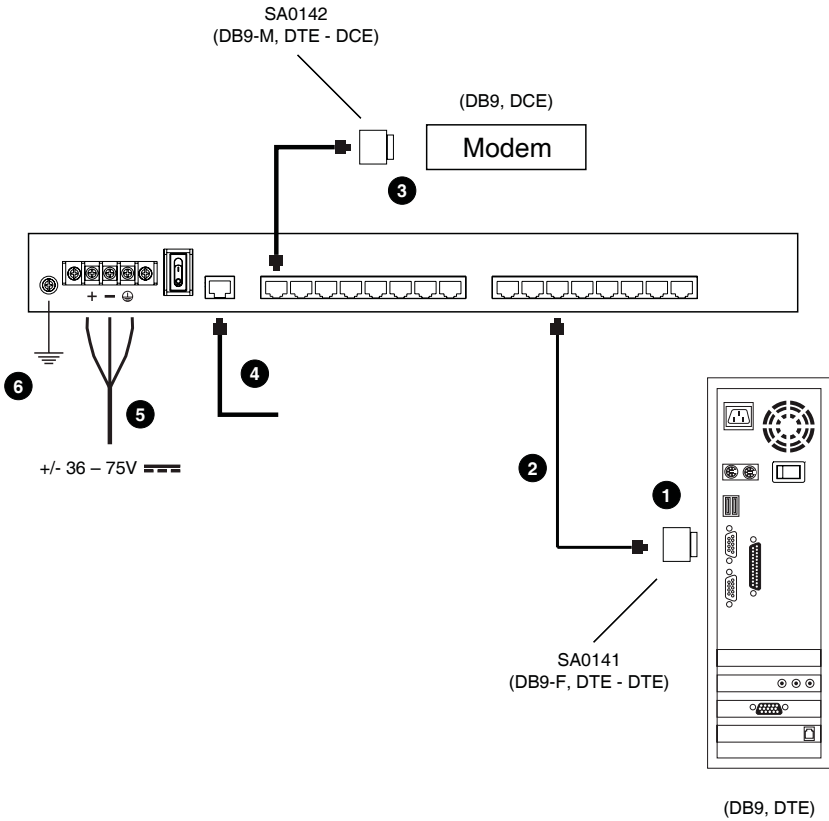 SA0142
(DB9-M, DTE - DCE)
(DB9, DCE)
Modem
3
+ −
6
4
5
+/- 36 – 75V
2
1
SA0141
(DB9-F, DTE - DTE)
(DB9, DTE)